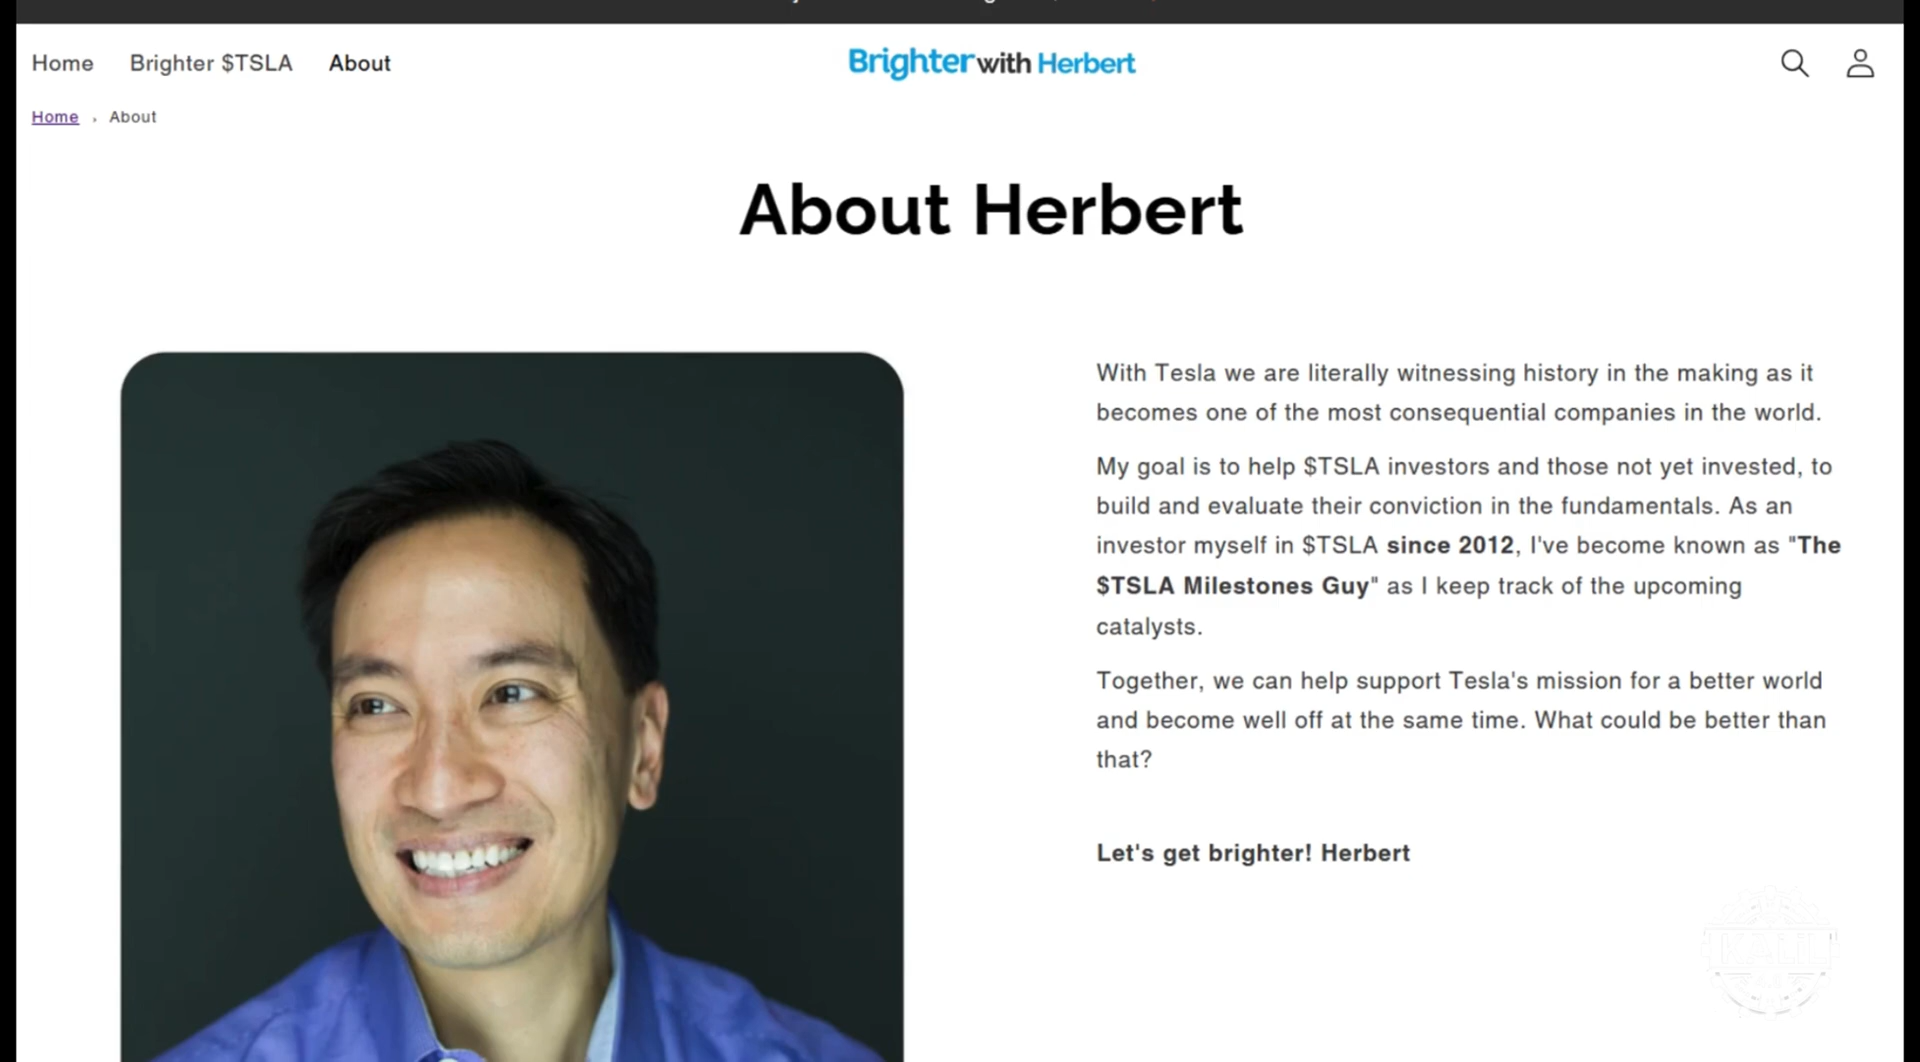 Home Brighter $TSLA About
Brighter with Herbert
Home › About
About Herbert
With Tesla we are literally witnessing history in the making as it
becomes one of the most consequential companies in the world.
My goal is to help $TSLA investors and those not yet invested, to
build and evaluate their conviction in the fundamentals. As an
investor myself in $TSLA since 2012, I've become known as "The
$TSLA Milestones Guy" as I keep track of the upcoming
catalysts.
Together, we can help support Tesla's mission for a better world
and become well off at the same time. What could be better than
that?
Let's get brighter! Herbert